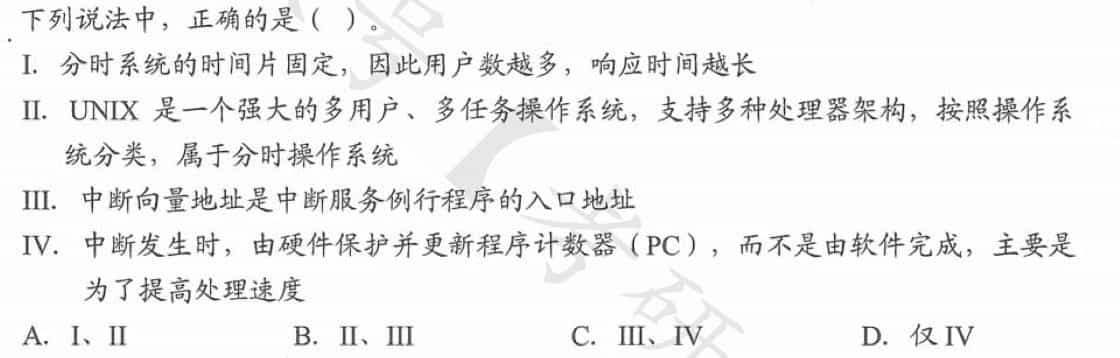 下列说法中，正确的是（ ）。
I. 分时系统的时间片固定，因此用户数越多，响应时间越长
II. UNIX 是一个强大的多用户、多任务操作系统，支持多种处理器架构，按照操作系
统分类，属于分时操作系统
III. 中断向量地址是中断服务例行程序的入口地址
IV. 中断发生时，由硬件保护并更新程序计数器（PC），而不是由软件完成，主要是
为了提高处理速度
A. I、II B. II、III C. III、IV D. 仅 IV
号
【考研